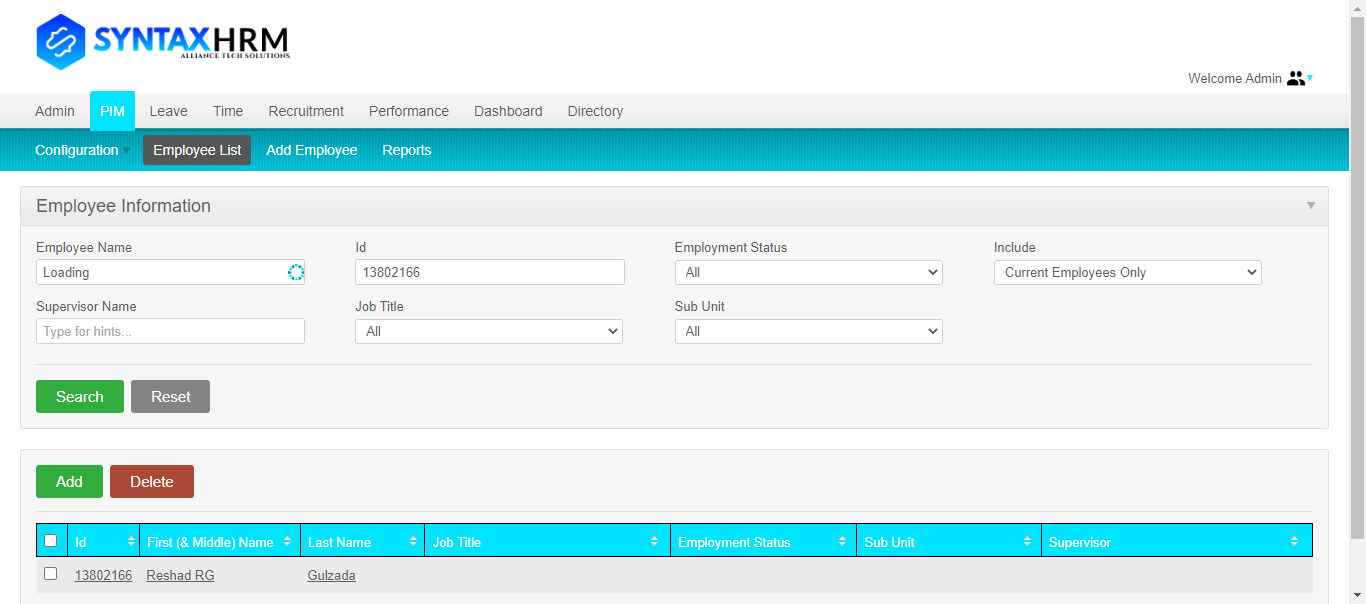 SYNTAXHRM
ALLIANCE TECH SOLUTIONS
Welcome Admin
Admin PIM Leave Time Recruitment Performance Dashboard Directory
Configuration Employee List Add Employee Reports
Employee Information
Employee Name Id Employment Status Include
Loading 13802166 All Current Employees Only
Supervisor Name Job Title Sub Unit
Type for hints... All All
Search Reset
Add Delete
Id First (& Middle) Name Last Name Job Title Employment Status Sub Unit Supervisor
13802166 Reshad RG Gulzada